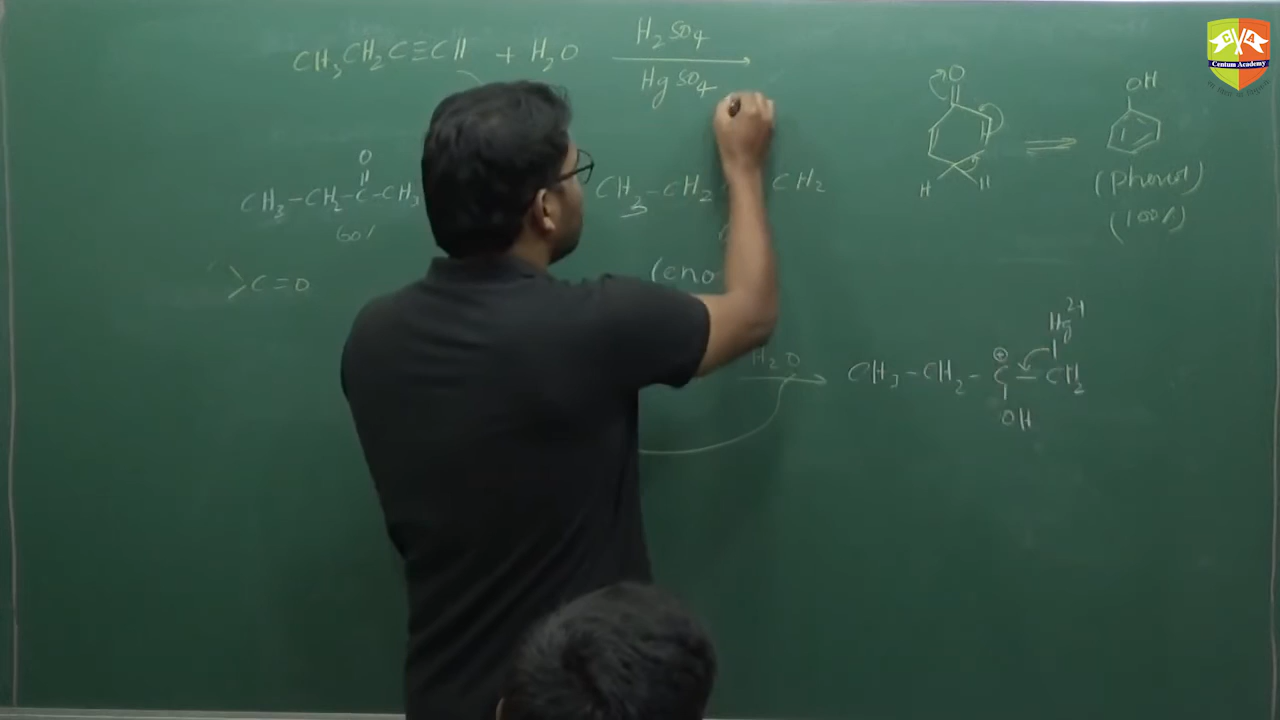 CH3CH2C≡CH + H2O
H2SO4
HgSO4
O
CH3-CH2-C-CH3
60%
>C=O
CH3-CH2
CH2
(eno
H2O
CH3-CH2-C-CH2
⊕
Hg2+
OH
O
H
H
OH
(Phenol)
(100%)
C A
Centum Academy